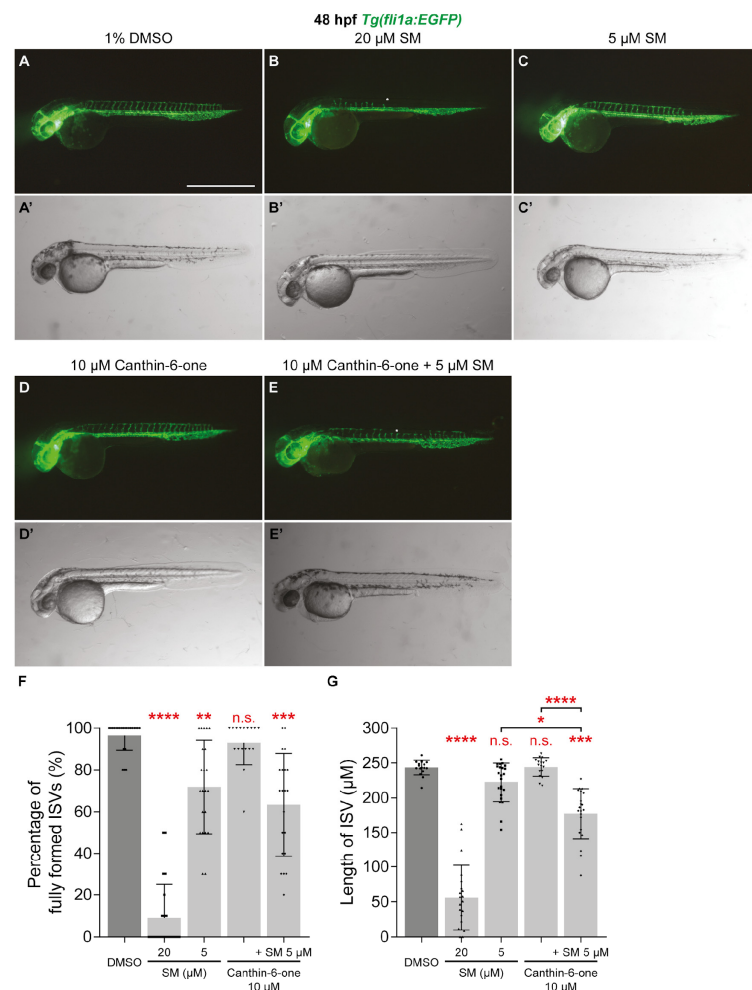 48 hpf Tg(fli1a:EGFP)
1% DMSO
20 µM SM
5 µM SM
A
B
C
A'
B'
C'
10 µM Canthin-6-one
10 µM Canthin-6-one + 5 µM SM
D
E
D'
E'
F
G
**** ** n.s. ***
****
*
**** n.s. n.s. ***
Percentage of
fully formed ISVs (%)
100
80
60
40
20
0
DMSO
20 5 + SM 5 µM
SM (µM) Canthin-6-one
10 µM
Length of ISV (µM)
300
250
200
150
100
50
0
DMSO
20 5 + SM 5 µM
SM (µM) Canthin-6-one
10 µM